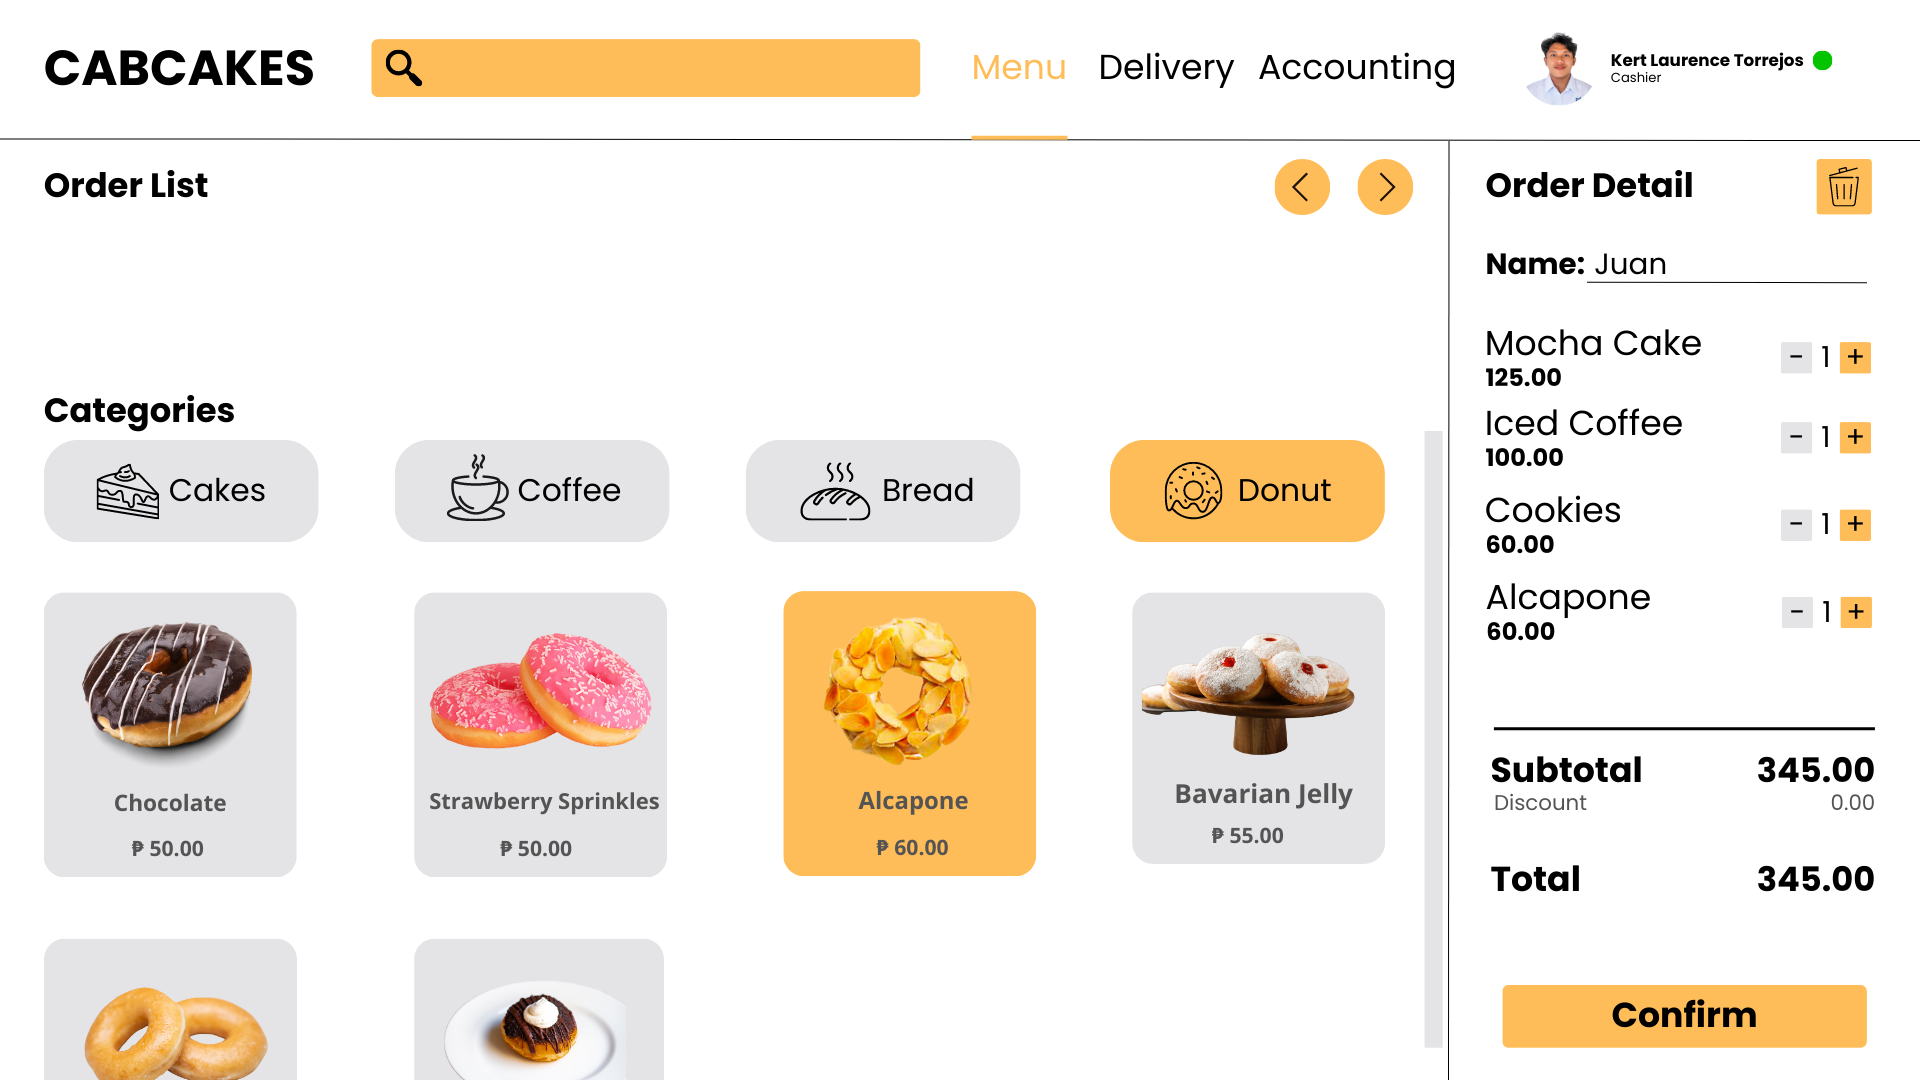 CABCAKES
Menu Delivery Accounting
Kert Laurence Torrejos
Cashier
Order List
Categories
Cakes
Coffee
Bread
Donut
Chocolate
₱ 50.00
Strawberry Sprinkles
₱ 50.00
Alcapone
₱ 60.00
Bavarian Jelly
₱ 55.00
Order Detail
Name: Juan
Mocha Cake
125.00
- 1 +
Iced Coffee
100.00
- 1 +
Cookies
60.00
- 1 +
Alcapone
60.00
- 1 +
Subtotal 345.00
Discount 0.00
Total 345.00
Confirm